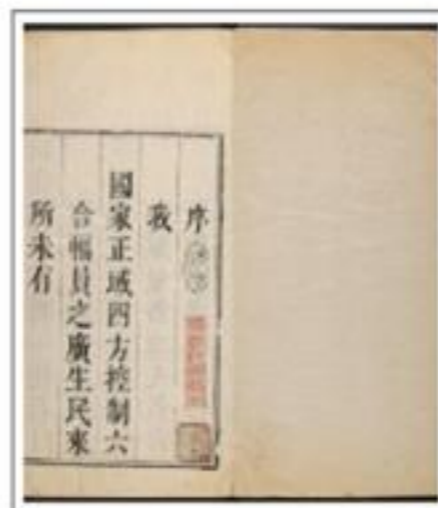 序
我
國家正域四方控制六
合幅員之廣生民來
所未有